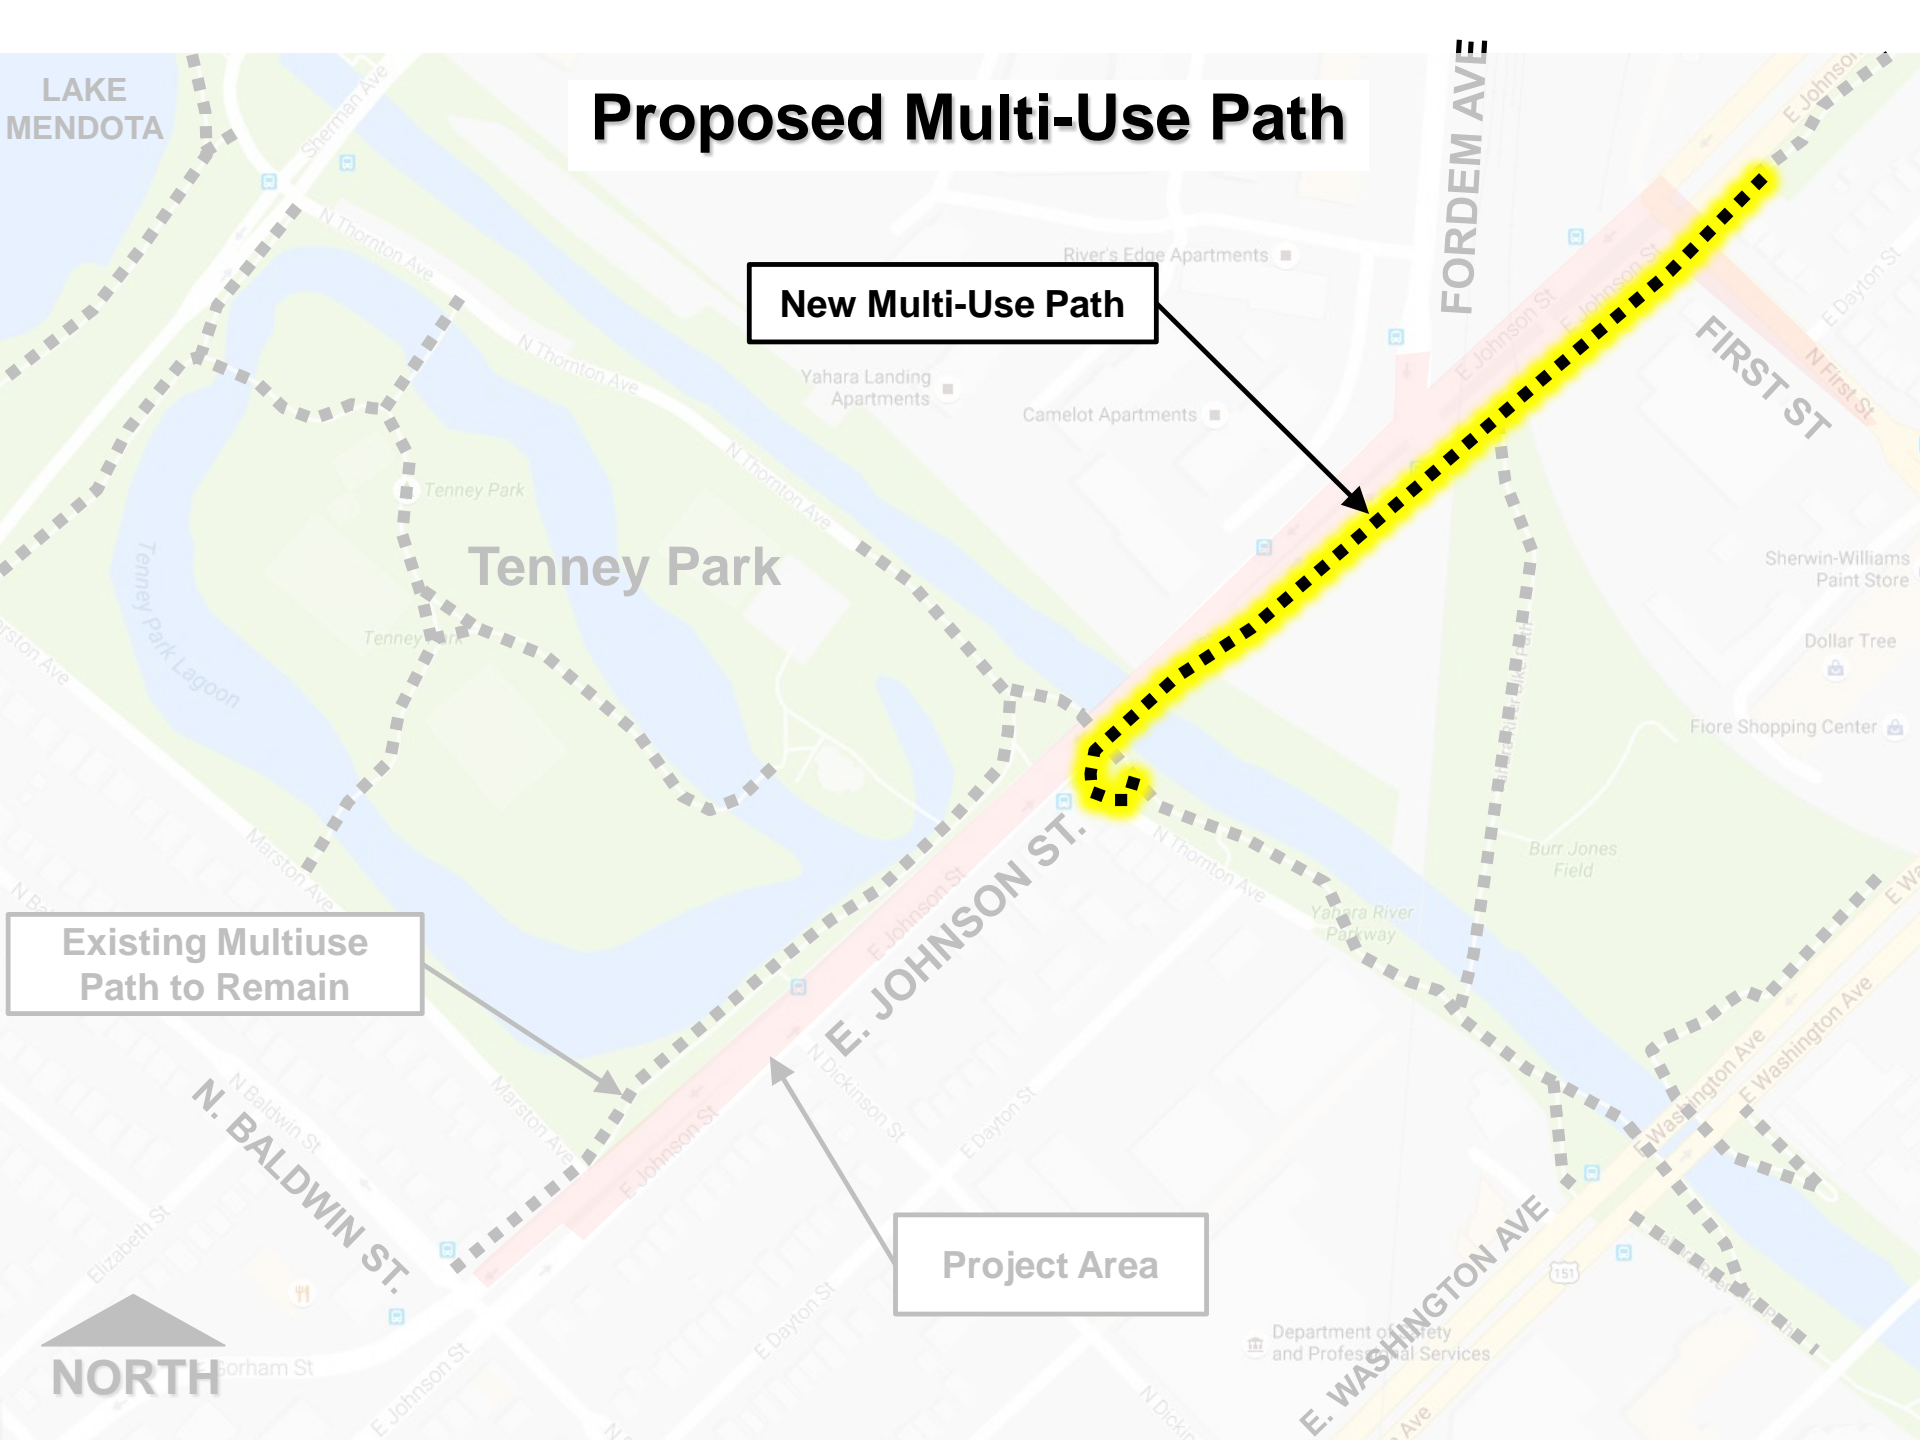 LAKE
MENDOTA
Proposed Multi-Use Path
FORDEM AVE
E Johnson
Sherman Ave
N Thornton Ave
River's Edge Apartments
New Multi-Use Path
E Johnson St
E Johnson St
E Dayton St
FIRST ST
N First St
N Thornton Ave
Yahara Landing
Apartments
Camelot Apartments
N Thornton Ave
Tenney Park
Tenney Park
Tenney Park Lagoon
Tenney Park
Sherwin-Williams
Paint Store
Dollar Tree
Fiore Shopping Center
Marston Ave
E. JOHNSON ST.
N Thornton Ave
Burr Jones
Field
Yahara River
Parkway
E Johnson St
Existing Multiuse
Path to Remain
N Baldwin St
N. BALDWIN ST.
Marston Ave
E Johnson St
N Dickinson St
E Dayton St
E Washington Ave
E Washington Ave
Elizabeth St
Project Area
E. WASHINGTON AVE
151
E Dayton St
Department of Safety
and Professional Services
NORTH
E Gorham St
E Johnson St